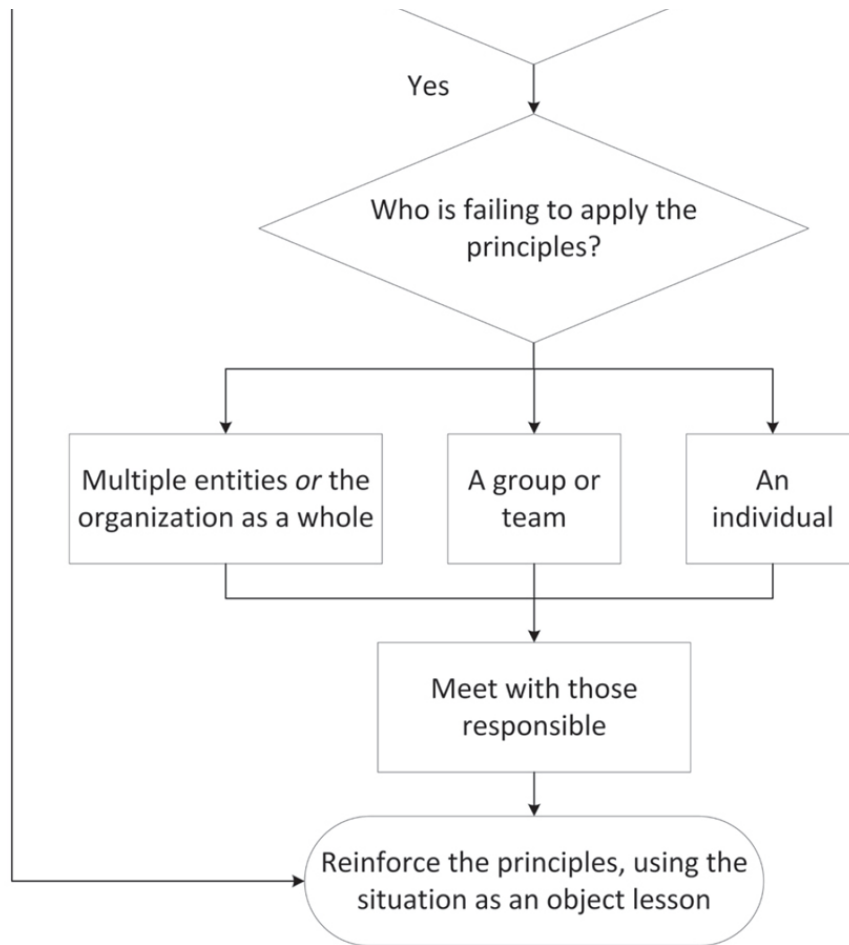 Yes
Who is failing to apply the
principles?
Multiple entities or the
organization as a whole
A group or
team
An
individual
Meet with those
responsible
Reinforce the principles, using the
situation as an object lesson